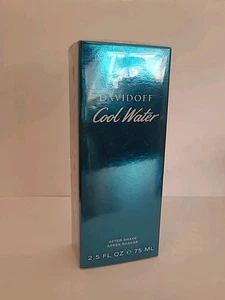 DAVIDOFF
Cool Water
AFTER SHAVE
APRÈS RASAGE
2.5 FL OZ ℮ 75 ML